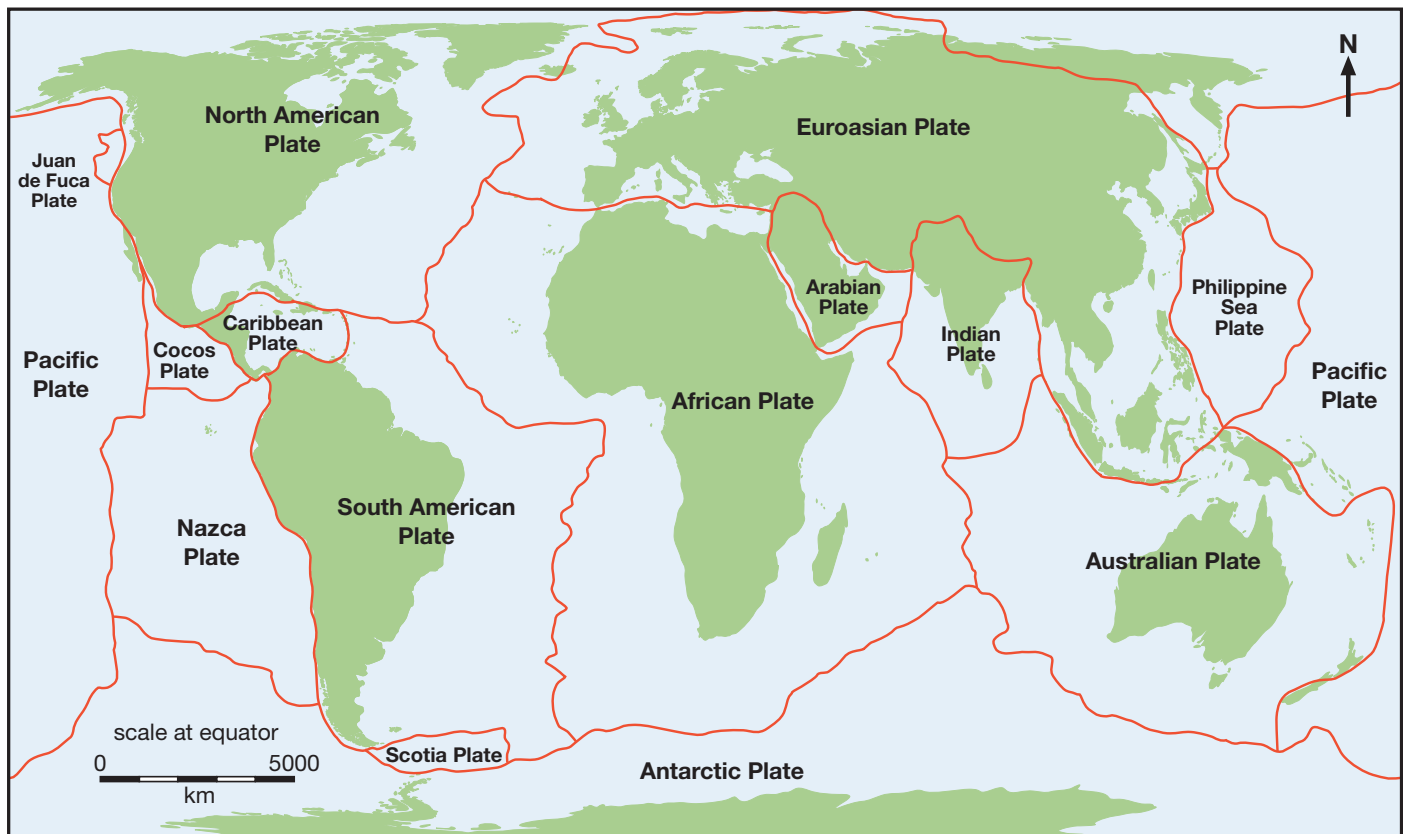 N
North American
Plate
Euroasian Plate
Juan
de Fuca
Plate
Arabian
Plate
Philippine
Sea
Plate
Caribbean
Plate
Cocos
Plate
Indian
Plate
Pacific
Plate
African Plate
Pacific
Plate
South American
Plate
Nazca
Plate
Australian Plate
scale at equator
0 5000
km
Scotia Plate
Antarctic Plate